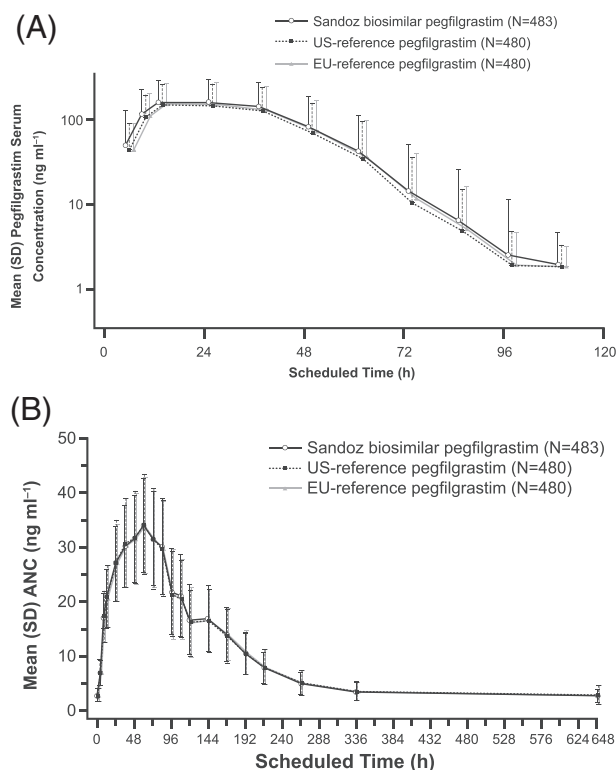 (A)
Sandoz biosimilar pegfilgrastim (N=483)
US-reference pegfilgrastim (N=480)
EU-reference pegfilgrastim (N=480)
Mean (SD) Pegfilgrastim Serum
Concentration (ng ml⁻¹)
100
10
1
0 24 48 72 96 120
Scheduled Time (h)
(B)
Sandoz biosimilar pegfilgrastim (N=483)
US-reference pegfilgrastim (N=480)
EU-reference pegfilgrastim (N=480)
Mean (SD) ANC (ng ml⁻¹)
50
40
30
20
10
0
0 48 96 144 192 240 288 336 384 432 480 528 576 624 648
Scheduled Time (h)